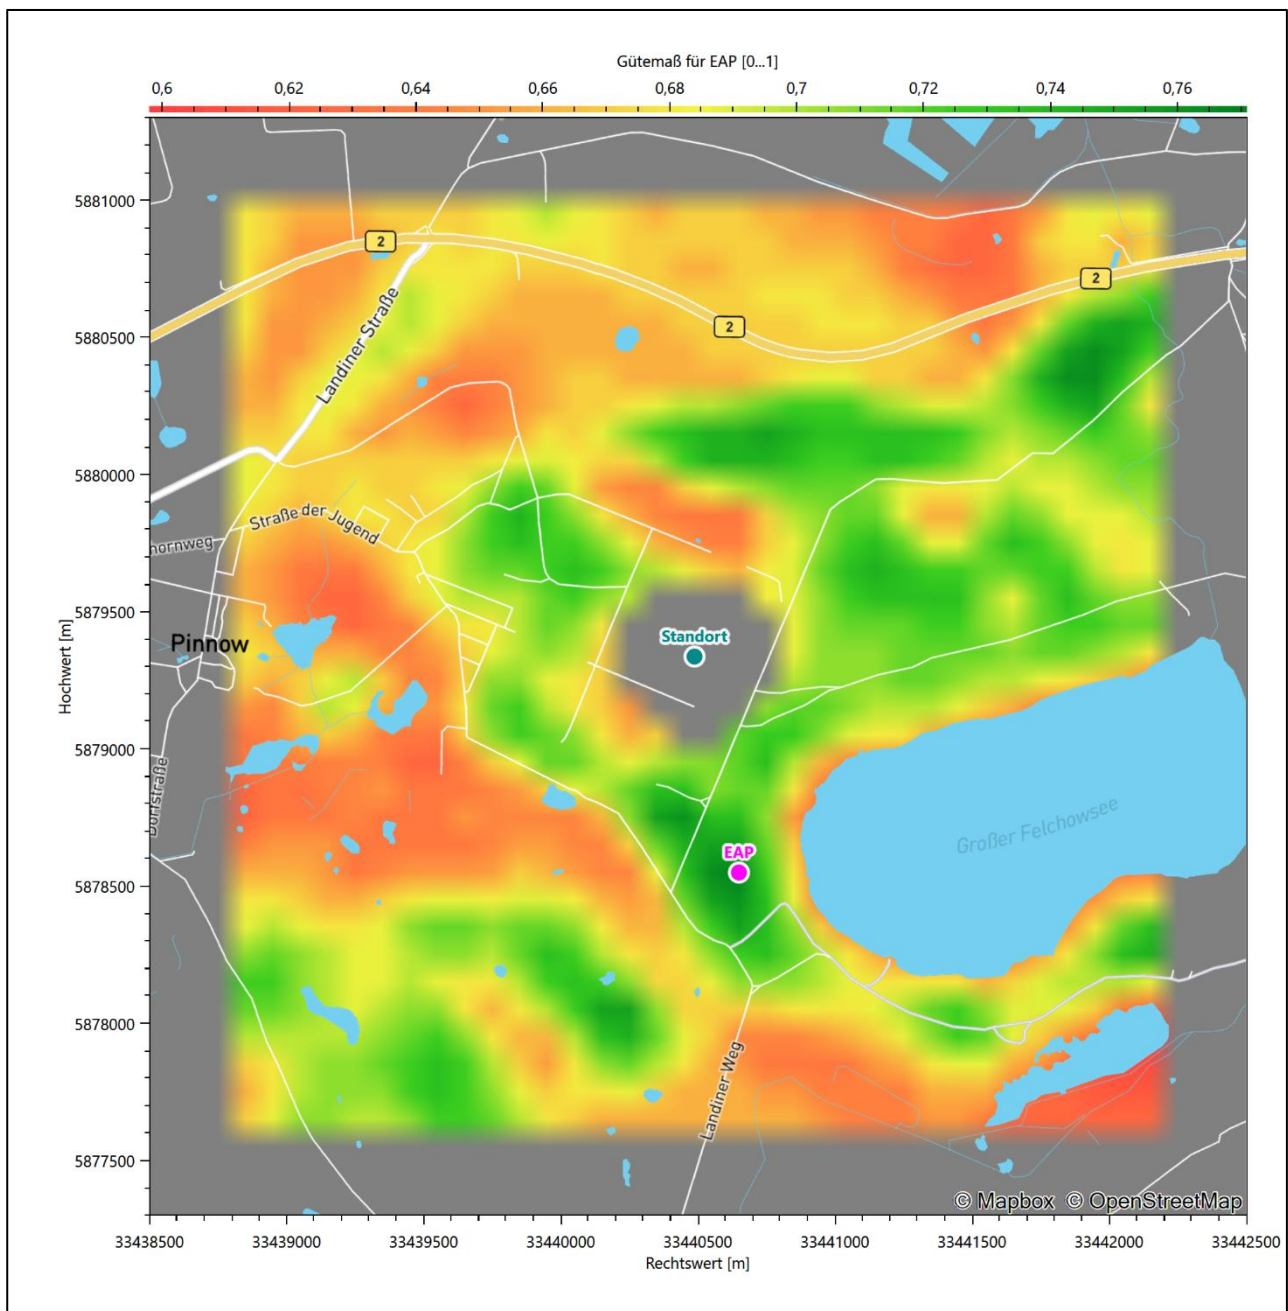 Gütemaß für EAP [0...1]
0,6 0,62 0,64 0,66 0,68 0,7 0,72 0,74 0,76
5881000
5880500
5880000
5879500
5879000
5878500
5878000
5877500
Hochwert [m]
2
2
2
Landiner Straße
Straße der Jugend
hornweg
Pinnow
Standort
Dorfstraße
Großer Felchowsee
EAP
Landiner Weg
© Mapbox © OpenStreetMap
33438500 33439000 33439500 33440000 33440500 33441000 33441500 33442000 33442500
Rechtswert [m]